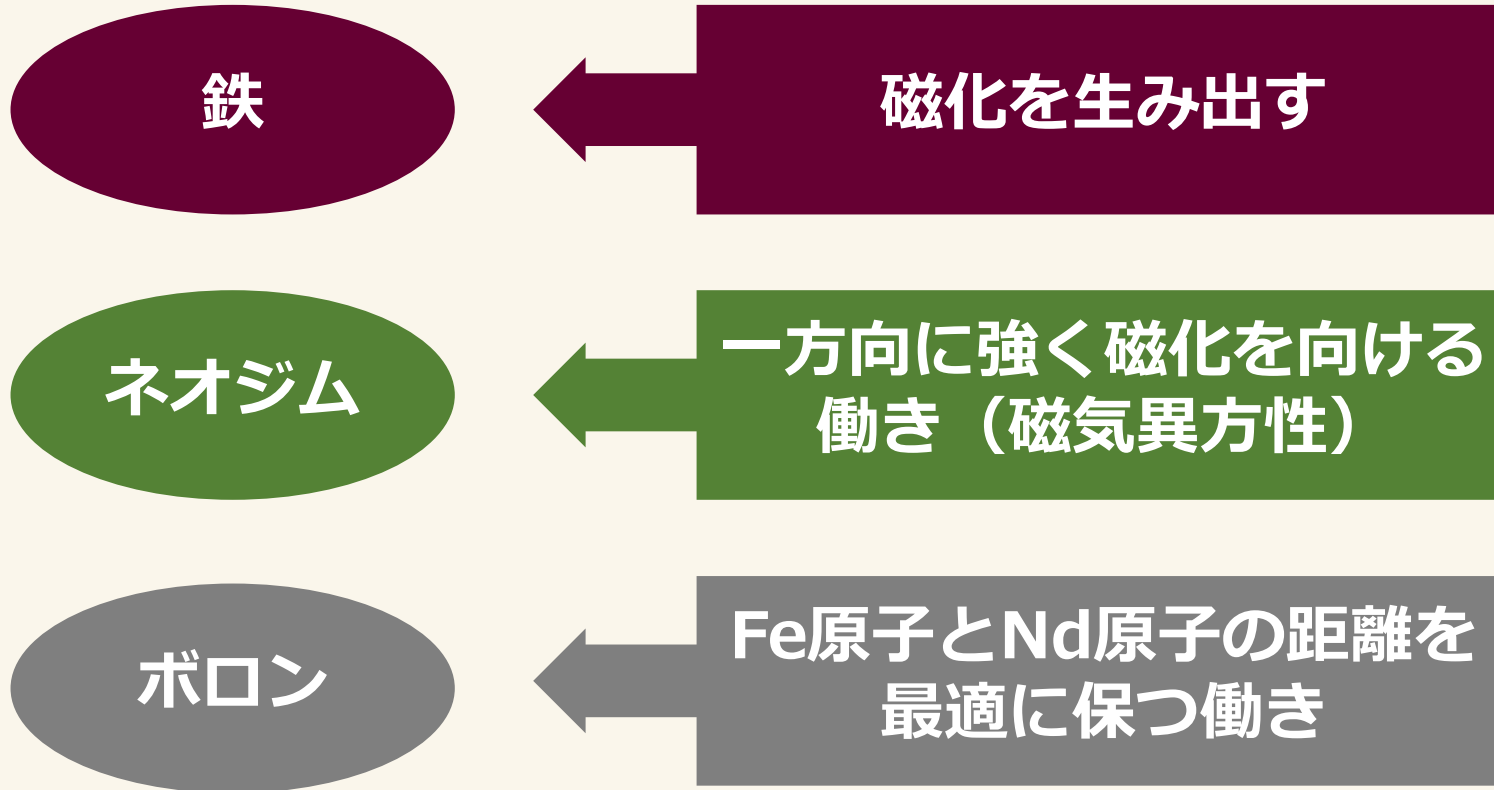 鉄
磁化を生み出す
ネオジム
一方向に強く磁化を向ける
働き（磁気異方性）
ボロン
Fe原子とNd原子の距離を
最適に保つ働き